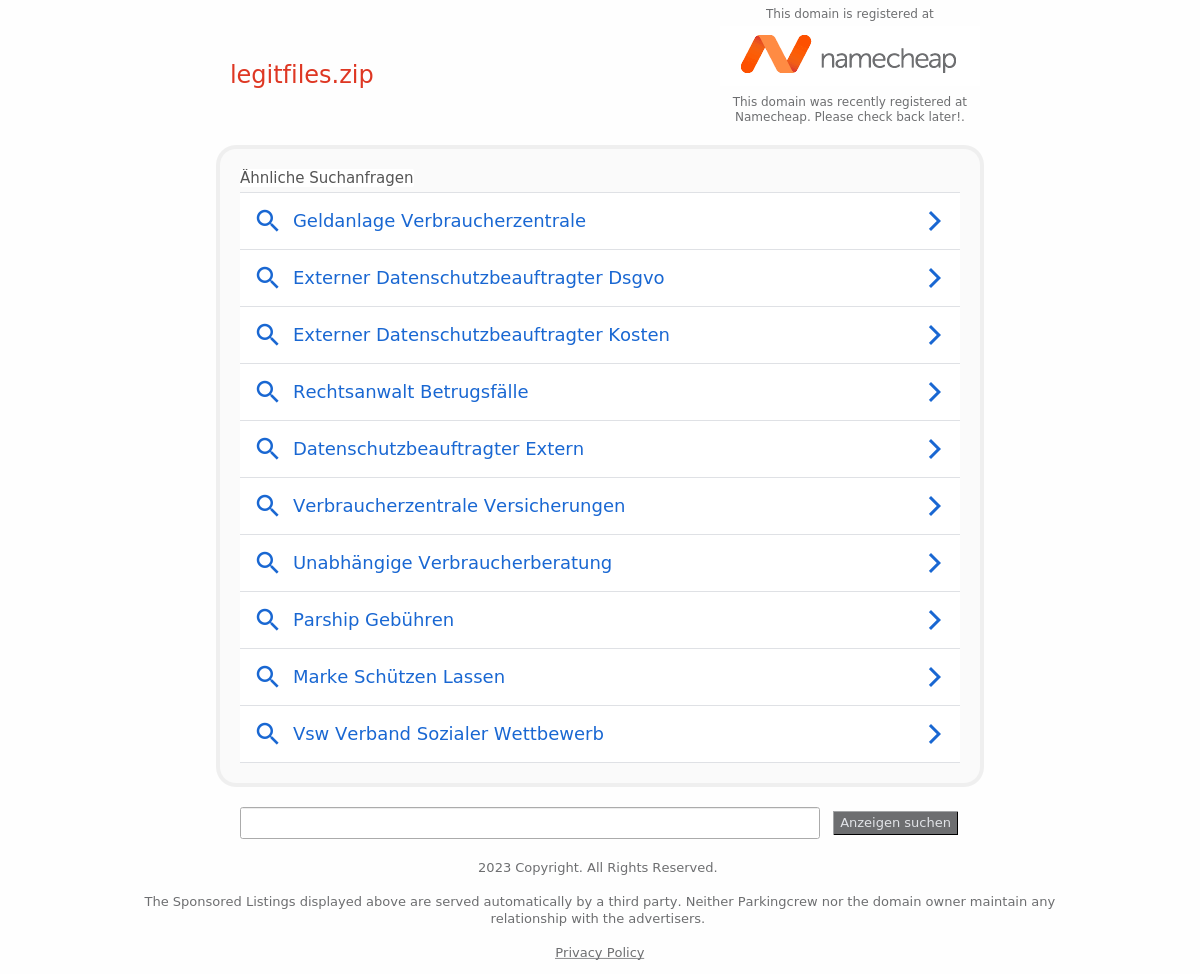 This domain is registered at
namecheap
legitfiles.zip
This domain was recently registered at
Namecheap. Please check back later!.
Ähnliche Suchanfragen
Geldanlage Verbraucherzentrale
Externer Datenschutzbeauftragter Dsgvo
Externer Datenschutzbeauftragter Kosten
Rechtsanwalt Betrugsfälle
Datenschutzbeauftragter Extern
Verbraucherzentrale Versicherungen
Unabhängige Verbraucherberatung
Parship Gebühren
Marke Schützen Lassen
Vsw Verband Sozialer Wettbewerb
Anzeigen suchen
2023 Copyright. All Rights Reserved.
The Sponsored Listings displayed above are served automatically by a third party. Neither Parkingcrew nor the domain owner maintain any
relationship with the advertisers.
Privacy Policy